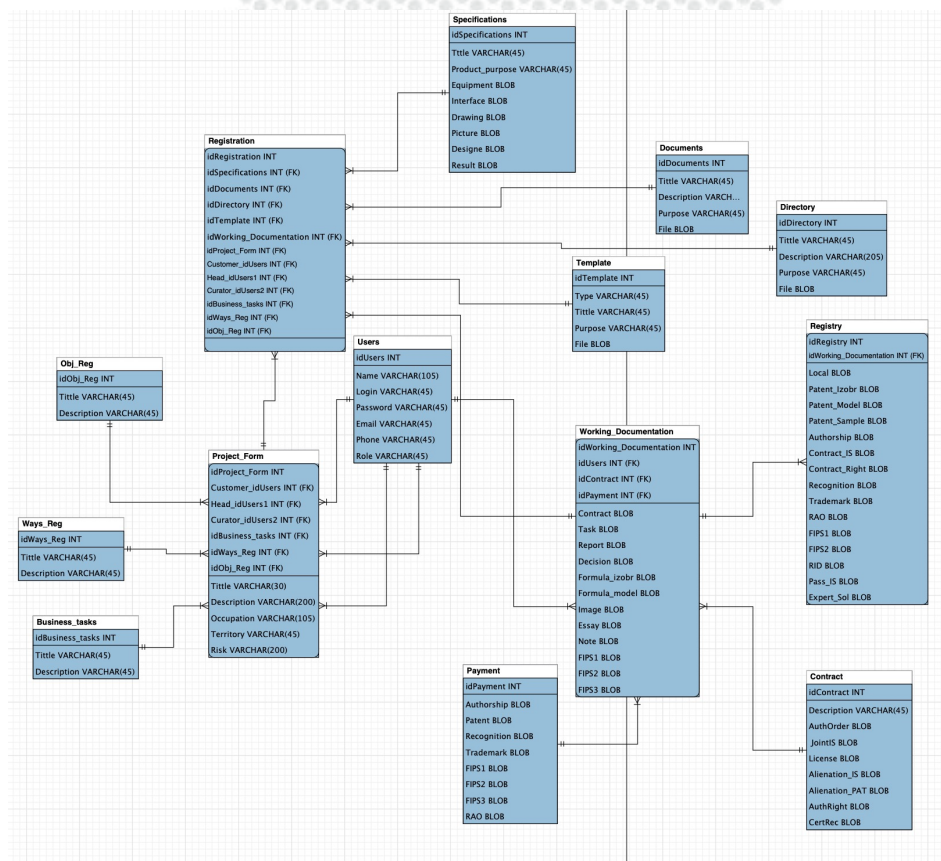 Specifications
idSpecifications INT
Tttle VARCHAR(45)
Product_purpose VARCHAR(45)
Equipment BLOB
Interface BLOB
Drawing BLOB
Picture BLOB
Designe BLOB
Result BLOB
Registration
idRegistration INT
idSpecifications INT (FK)
idDocuments INT (FK)
idDirectory INT (FK)
idTemplate INT (FK)
idWorking_Documentation INT (FK)
idProject_Form INT (FK)
Customer_idUsers INT (FK)
Head_idUsers1 INT (FK)
Curator_idUsers2 INT (FK)
idBusiness_tasks INT (FK)
idWays_Reg INT (FK)
idObj_Reg INT (FK)
Documents
idDocuments INT
Tittle VARCHAR(45)
Description VARCH...
Purpose VARCHAR(45)
File BLOB
Directory
idDirectory INT
Tittle VARCHAR(45)
Description VARCHAR(205)
Purpose VARCHAR(45)
File BLOB
Template
idTemplate INT
Type VARCHAR(45)
Tittle VARCHAR(45)
Purpose VARCHAR(45)
File BLOB
Registry
idRegistry INT
idWorking_Documentation INT (FK)
Local BLOB
Patent_Izobr BLOB
Patent_Model BLOB
Patent_Sample BLOB
Authorship BLOB
Contract_IS BLOB
Contract_Right BLOB
Recognition BLOB
Trademark BLOB
RAO BLOB
FIPS1 BLOB
FIPS2 BLOB
RID BLOB
Pass_IS BLOB
Expert_Sol BLOB
Users
idUsers INT
Name VARCHAR(105)
Login VARCHAR(45)
Password VARCHAR(45)
Email VARCHAR(45)
Phone VARCHAR(45)
Role VARCHAR(45)
Obj_Reg
idObj_Reg INT
Tittle VARCHAR(45)
Description VARCHAR(45)
Project_Form
idProject_Form INT
Customer_idUsers INT (FK)
Head_idUsers1 INT (FK)
Curator_idUsers2 INT (FK)
idBusiness_tasks INT (FK)
idWays_Reg INT (FK)
idObj_Reg INT (FK)
Tittle VARCHAR(30)
Description VARCHAR(200)
Occupation VARCHAR(105)
Territory VARCHAR(45)
Risk VARCHAR(200)
Working_Documentation
idWorking_Documentation INT
idUsers INT (FK)
idContract INT (FK)
idPayment INT (FK)
Contract BLOB
Task BLOB
Report BLOB
Decision BLOB
Formula_izobr BLOB
Formula_model BLOB
Image BLOB
Essay BLOB
Note BLOB
FIPS1 BLOB
FIPS2 BLOB
FIPS3 BLOB
Ways_Reg
idWays_Reg INT
Tittle VARCHAR(45)
Description VARCHAR(45)
Business_tasks
idBusiness_tasks INT
Tittle VARCHAR(45)
Description VARCHAR(45)
Payment
idPayment INT
Authorship BLOB
Patent BLOB
Recognition BLOB
Trademark BLOB
FIPS1 BLOB
FIPS2 BLOB
FIPS3 BLOB
RAO BLOB
Contract
idContract INT
Description VARCHAR(45)
AuthOrder BLOB
JointIS BLOB
License BLOB
Alienation_IS BLOB
Alienation_PAT BLOB
AuthRight BLOB
CertRec BLOB